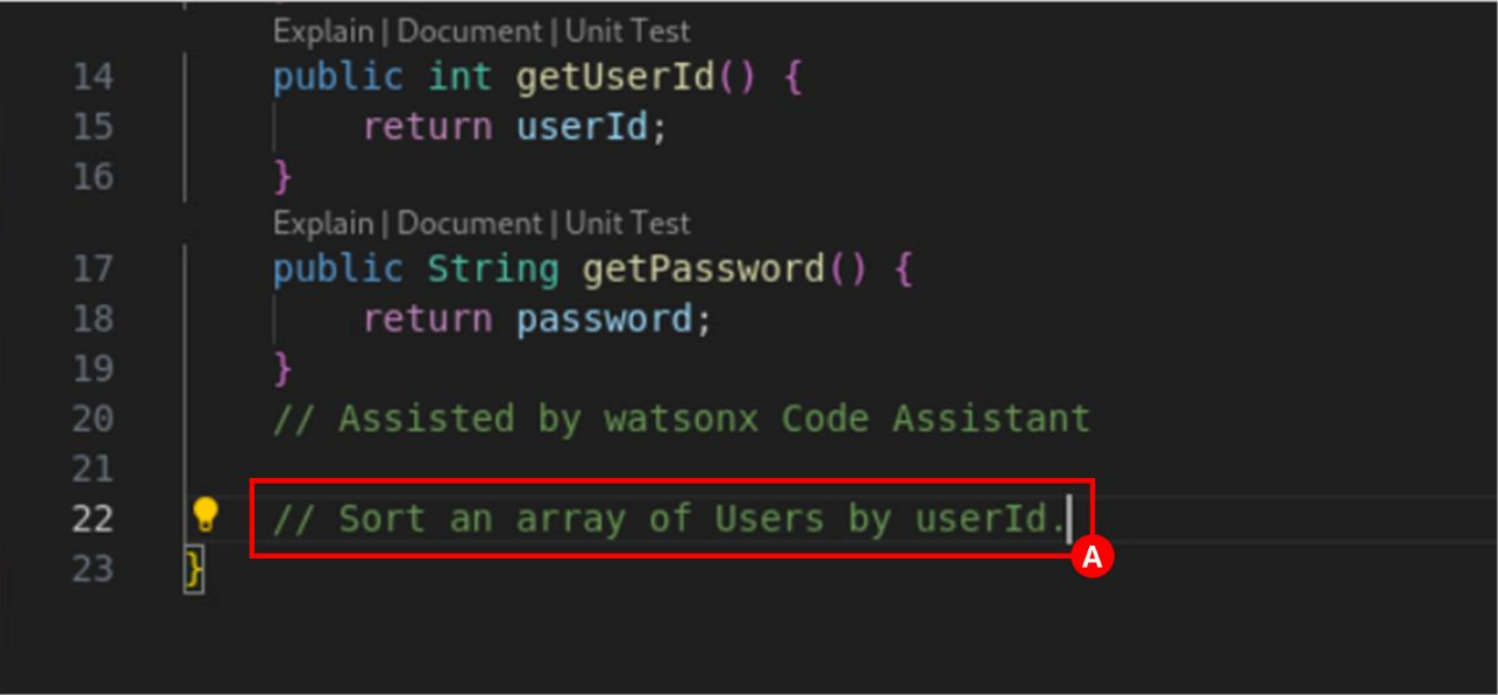 Explain | Document | Unit Test
14 public int getUserId() {
15 return userId;
16 }
Explain | Document | Unit Test
17 public String getPassword() {
18 return password;
19 }
20 // Assisted by watsonx Code Assistant
21
22 // Sort an array of Users by userId.
A
23 }